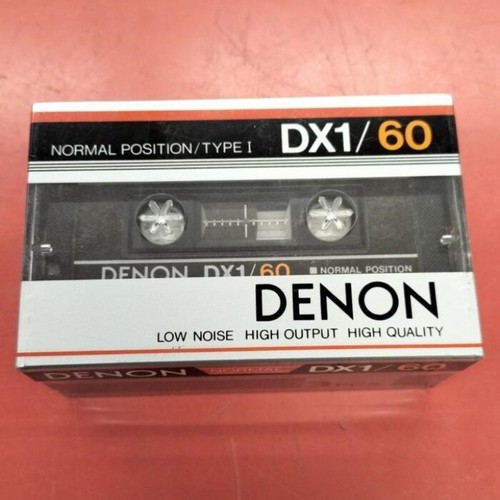 NORMAL POSITION/TYPE I DX1/60
DENON DX1/60 NORMAL POSITION
DENON
LOW NOISE HIGH OUTPUT HIGH QUALITY
DENON NORMAL DX1/60